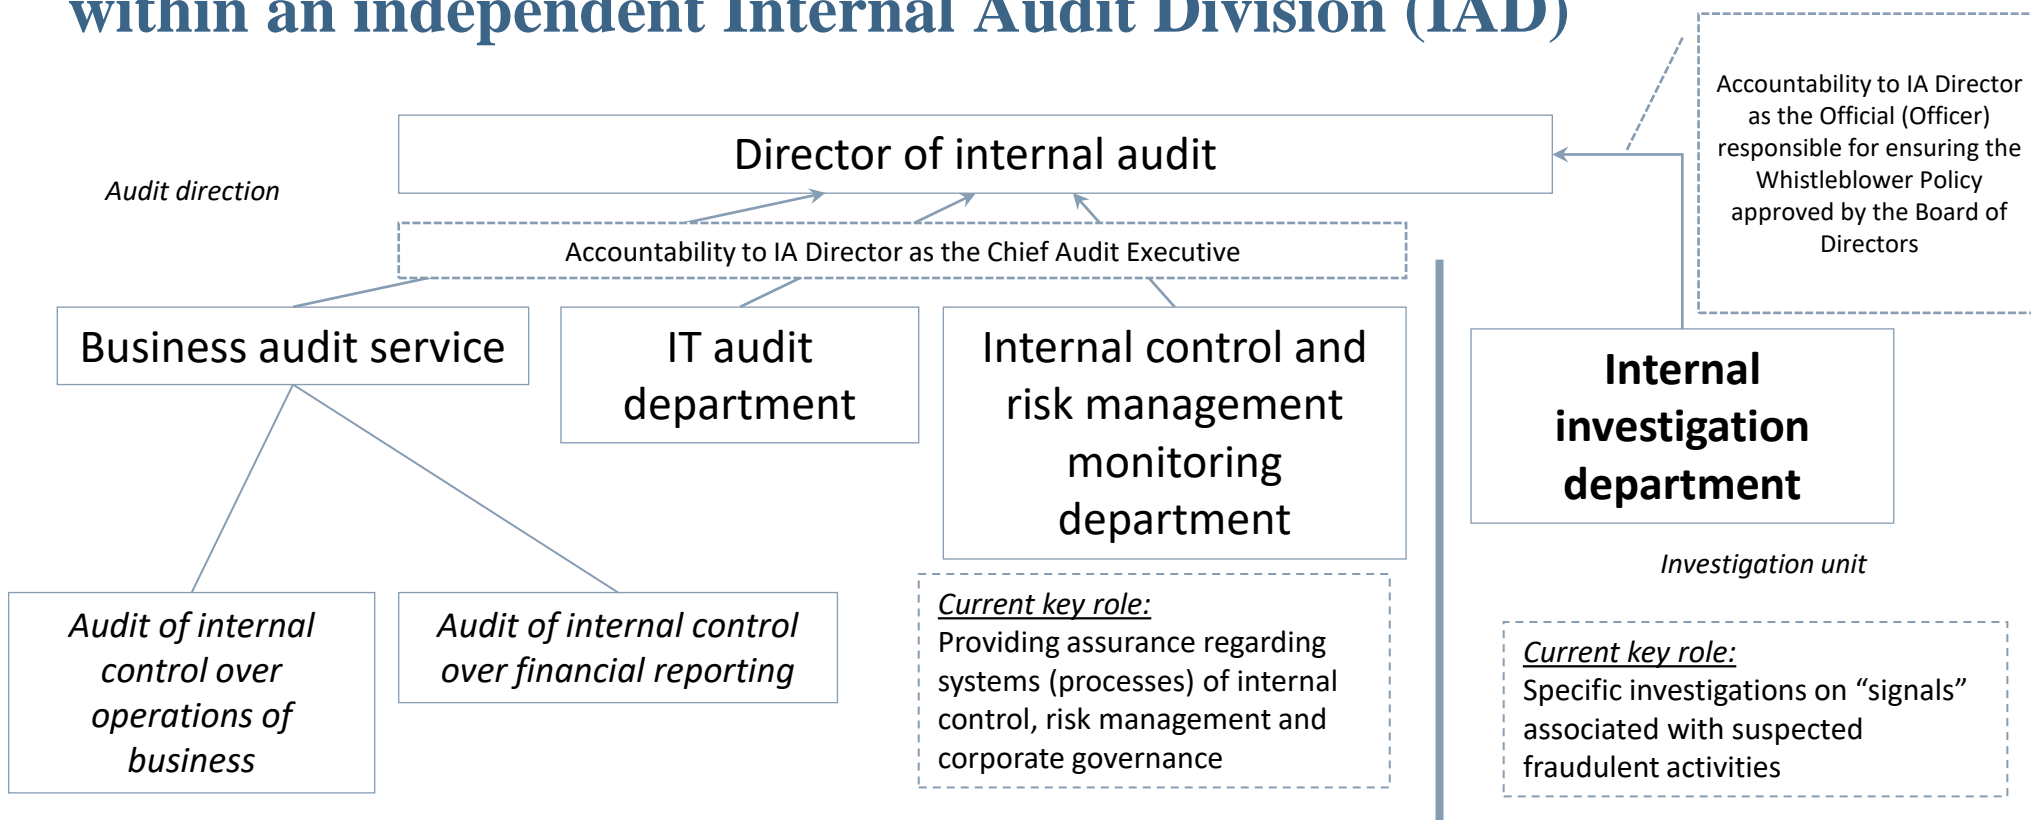 within an independent Internal Audit Division (IAD)
Accountability to IA Director
as the Official (Officer)
responsible for ensuring the
Whistleblower Policy
approved by the Board of
Directors
Director of internal audit
Audit direction
Accountability to IA Director as the Chief Audit Executive
Business audit service
IT audit
department
Internal control and
risk management
monitoring
department
Internal
investigation
department
Investigation unit
Audit of internal
control over
operations of
business
Audit of internal control
over financial reporting
Current key role:
Providing assurance regarding
systems (processes) of internal
control, risk management and
corporate governance
Current key role:
Specific investigations on “signals”
associated with suspected
fraudulent activities